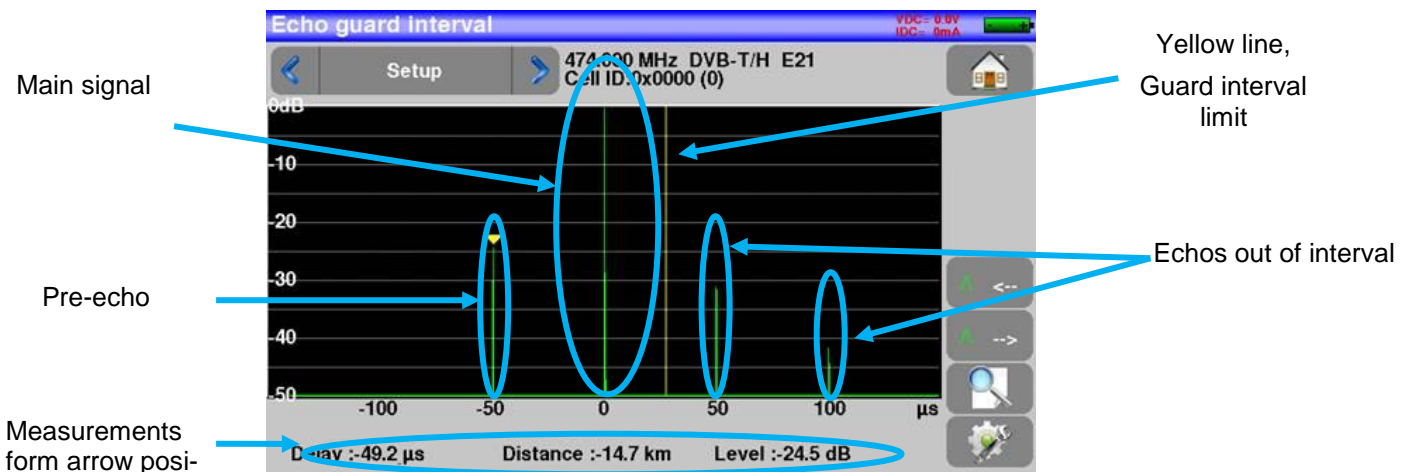 Echo guard interval
VDC= 0.0V
IDC= 0mA
- +
Setup
474.000 MHz DVB-T/H E21
Cell ID:0x0000 (0)
Main signal
Yellow line,
Guard interval
limit
0dB
-10
-20
-30
-40
-50
Pre-echo
Echos out of interval
<--
-->
-100 -50 0 50 100 µs
Measurements
form arrow posi-
Delay :-49.2 µs Distance :-14.7 km Level :-24.5 dB